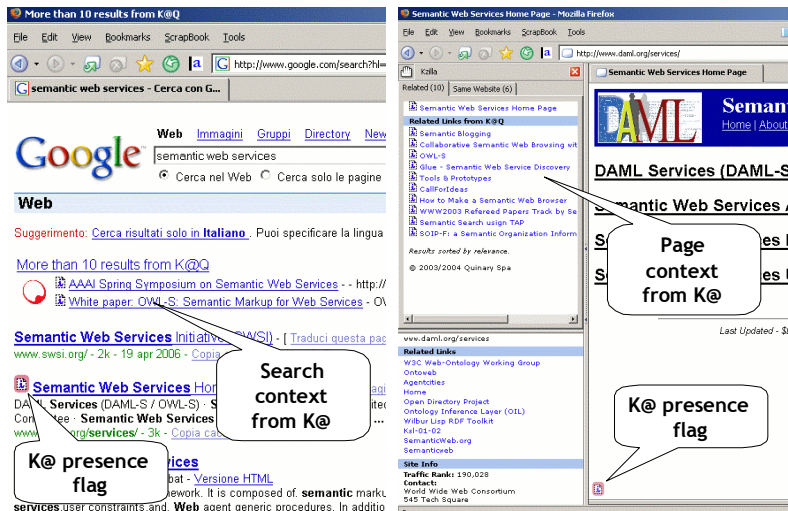 More than 10 results from K@Q
File Edit View Bookmarks ScrapBook Tools
http://www.google.com/search?hl=
semantic web services - Cerca con G...
Google
Web Immagini Gruppi Directory New
semantic web services
Cerca nel Web Cerca solo le pagine
Web
Suggerimento: Cerca risultati solo in Italiano . Puoi specificare la lingua
More than 10 results from K@Q
AAAI Spring Symposium on Semantic Web Services - - http:/
White paper: OWL-S: Semantic Markup for Web Services - OV
Semantic Web Services Initiative (SWSI) - [ Traduci questa pag
www.swsi.org/ - 2k - 19 apr 2006 - Copia
Semantic Web Services Hor
Services (DAML-S / OWL-S) · S
· Semantic Web Services
/services/ - 3k - Copia
- Versione HTML
work. It is composed of. semantic marku
services,user constraints,and. Web agent generic procedures. In additio
Search
context
from K@
K@ presence
flag
Semantic Web Services Home Page - Mozilla Firefox
File Edit View Bookmarks ScrapBook Tools
http://www.daml.org/services/
Kzilla
Related (10) Same Website (6)
Semantic Web Services Home Page
Related Links from K@Q
Semantic Blogging
Collaborative Semantic Web Browsing wit
OWL-S
Glue - Semantic Web Service Discovery
Tools & Prototypes
CallForIdeas
How to Make a Semantic Web Browser
WWW2003 Refereed Papers Track by Se
Semantic Search usign TAP
SOIP-F: a Semantic Organization Inform
Results sorted by relevance.
© 2003/2004 Quinary Spa
www.daml.org/services
Related Links
W3C Web-Ontology Working Group
Ontoweb
Agentcities
Home
Open Directory Project
Ontology Inference Layer (OIL)
Wilbur Lisp RDF Toolkit
Ksl-01-02
SemanticWeb.org
Semanticweb
Site Info
Traffic Rank: 190,028
Contact:
World Wide Web Consortium
545 Tech Square
Semantic Web Services Home Page
DAML
Semant
Home | About
DAML Services (DAML-S
Semantic Web Services
Last Updated - $
Page
context
from K@
K@ presence
flag